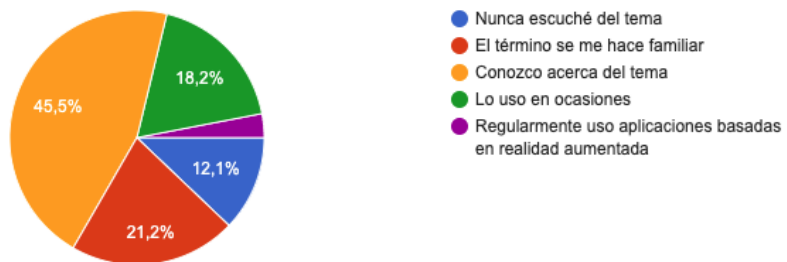 45,5%
18,2%
12,1%
21,2%
Nunca escuché del tema
El término se me hace familiar
Conozco acerca del tema
Lo uso en ocasiones
Regularmente uso aplicaciones basadas
en realidad aumentada